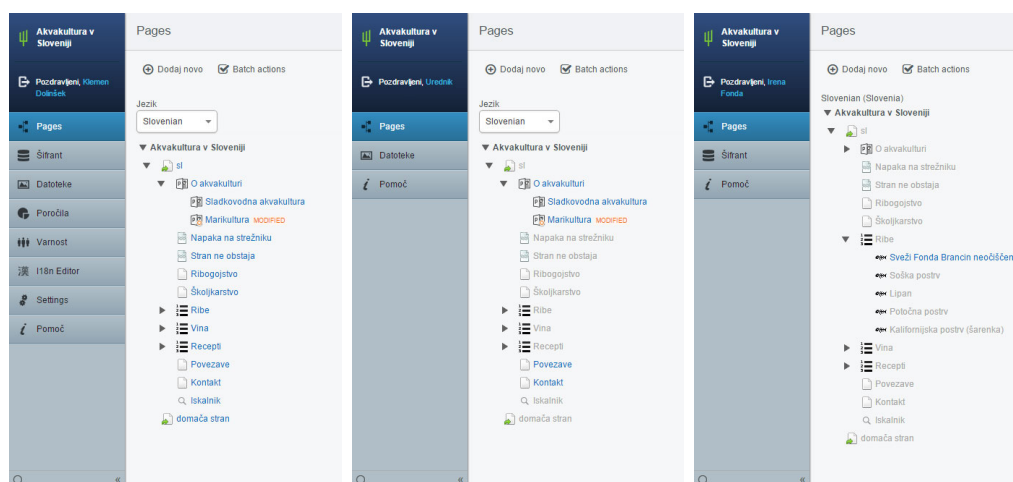 Akvakultura v
Sloveniji
Pozdravljeni, Klemen
Dolinšek
Pages
Šifrant
Datoteke
Poročila
Varnost
I18n Editor
Settings
Pomoč
Pages
Dodaj novo Batch actions
Jezik
Slovenian
Akvakultura v Sloveniji
sl
O akvakulturi
Sladkovodna akvakultura
Marikultura MODIFIED
Napaka na strežniku
Stran ne obstaja
Ribogojstvo
Školjkarstvo
Ribe
Vina
Recepti
Povezave
Kontakt
Iskalnik
domača stran
Akvakultura v
Sloveniji
Pozdravljeni, Urednik
Pages
Datoteke
Pomoč
Pages
Dodaj novo Batch actions
Jezik
Slovenian
Akvakultura v Sloveniji
sl
O akvakulturi
Sladkovodna akvakultura
Marikultura MODIFIED
Napaka na strežniku
Stran ne obstaja
Ribogojstvo
Školjkarstvo
Ribe
Vina
Recepti
Povezave
Kontakt
Iskalnik
domača stran
Akvakultura v
Sloveniji
Pozdravljeni, Irena
Fonda
Pages
Šifrant
Pomoč
Pages
Dodaj novo Batch actions
Slovenian (Slovenia)
Akvakultura v Sloveniji
sl
O akvakulturi
Napaka na strežniku
Stran ne obstaja
Ribogojstvo
Školjkarstvo
Ribe
Sveži Fonda Brancin neočiščen
Soška postrv
Lipan
Potočna postrv
Kalifornijska postrv (šarenka)
Vina
Recepti
Povezave
Kontakt
Iskalnik
domača stran